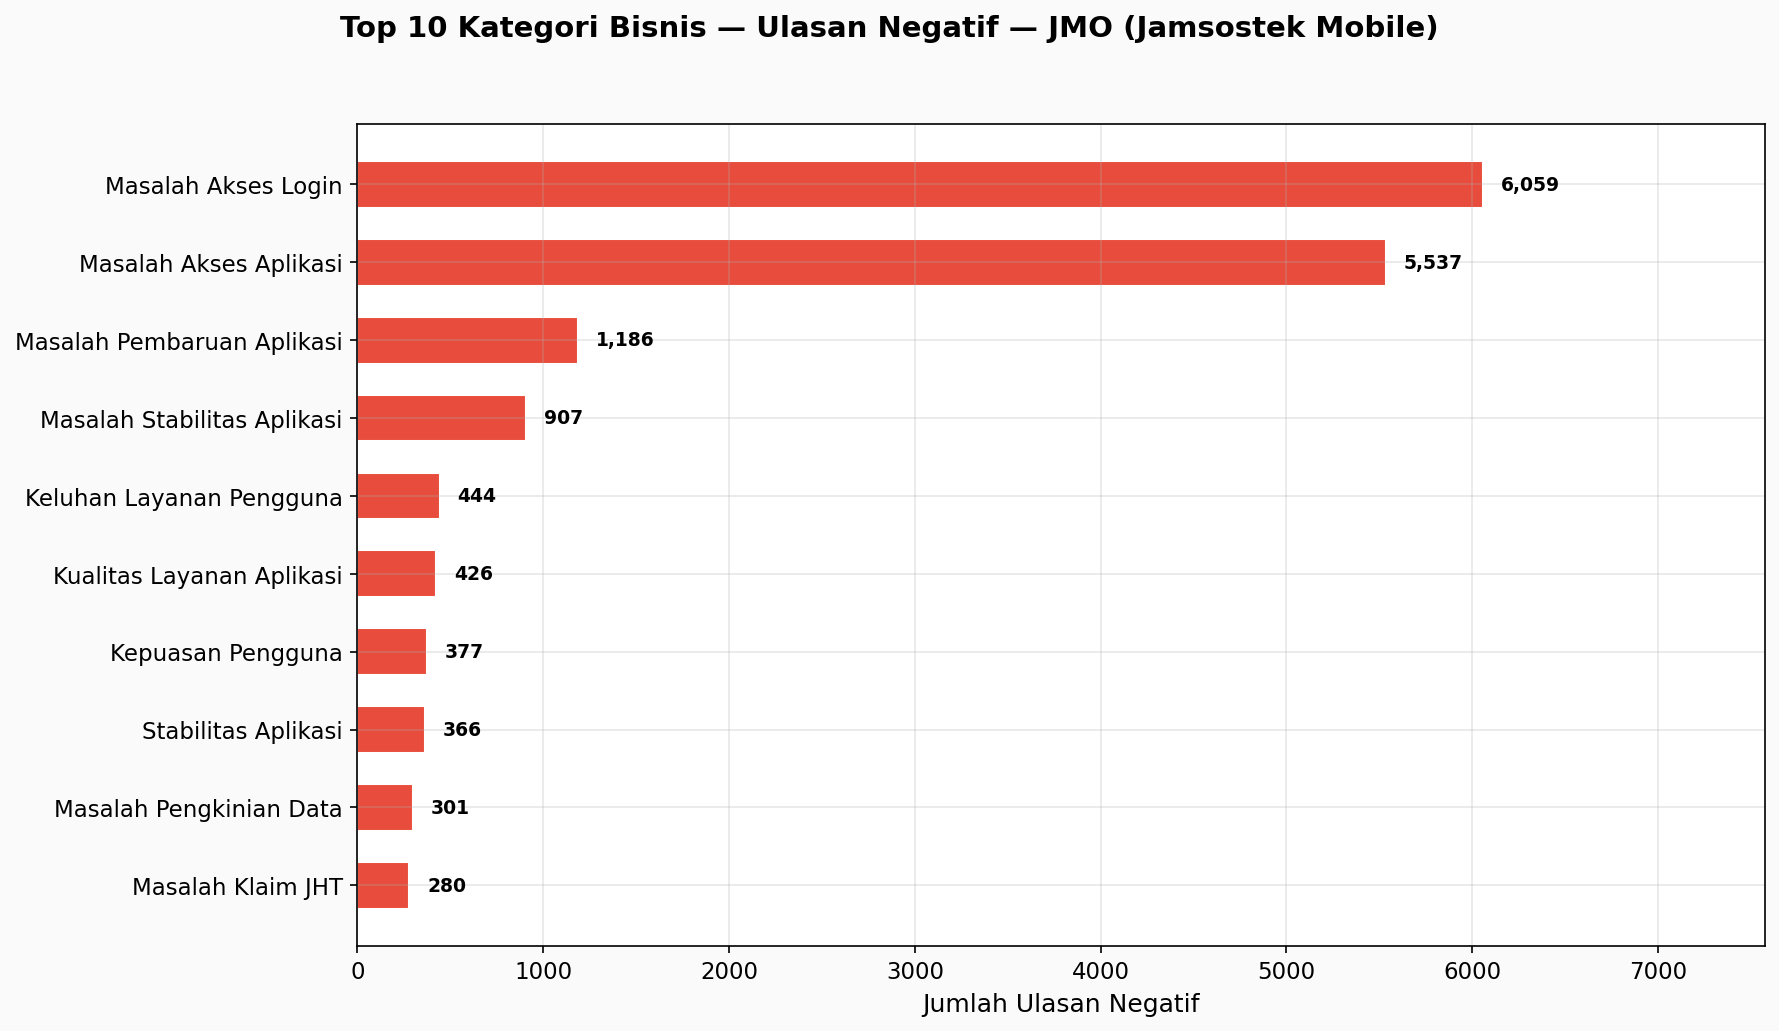 Top 10 Kategori Bisnis — Ulasan Negatif — JMO (Jamsostek Mobile)
Masalah Akses Login 6,059
Masalah Akses Aplikasi 5,537
Masalah Pembaruan Aplikasi 1,186
Masalah Stabilitas Aplikasi 907
Keluhan Layanan Pengguna 444
Kualitas Layanan Aplikasi 426
Kepuasan Pengguna 377
Stabilitas Aplikasi 366
Masalah Pengkinian Data 301
Masalah Klaim JHT 280
0 1000 2000 3000 4000 5000 6000 7000
Jumlah Ulasan Negatif